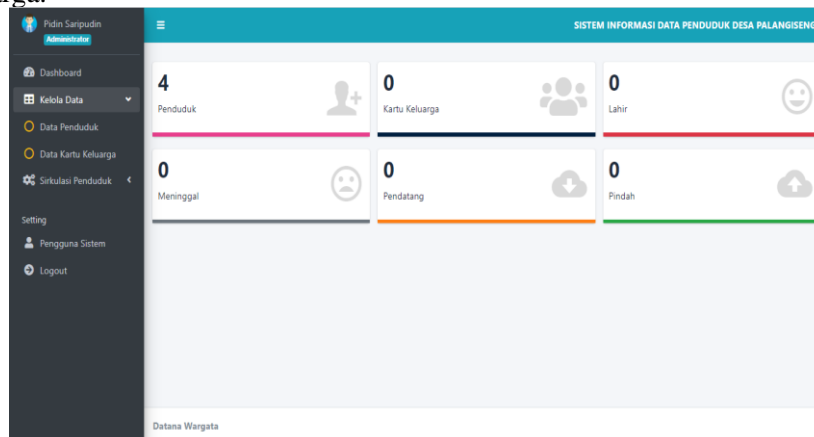 rga.
Pidin Saripudin
Administrator
SISTEM INFORMASI DATA PENDUDUK DESA PALANGISENG
Dashboard
Kelola Data
Data Penduduk
Data Kartu Keluarga
Sirkulasi Penduduk
Setting
Pengguna Sistem
Logout
4
Penduduk
0
Kartu Keluarga
0
Lahir
0
Meninggal
0
Pendatang
0
Pindah
Datana Wargata